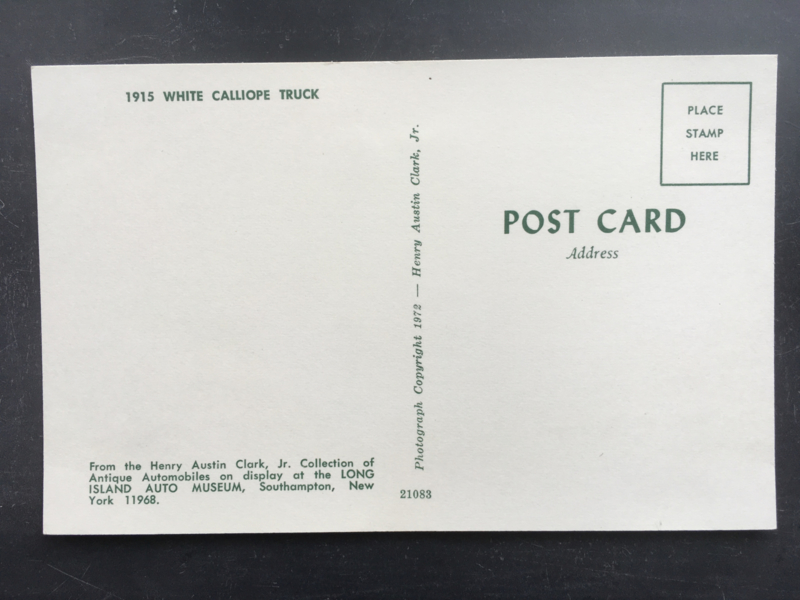 1915 WHITE CALLIOPE TRUCK
From the Henry Austin Clark, Jr. Collection of
Antique Automobiles on display at the LONG
ISLAND AUTO MUSEUM, Southampton, New
York 11968.
Photograph Copyright 1972 — Henry Austin Clark, Jr.
21083
PLACE
STAMP
HERE
POST CARD
Address